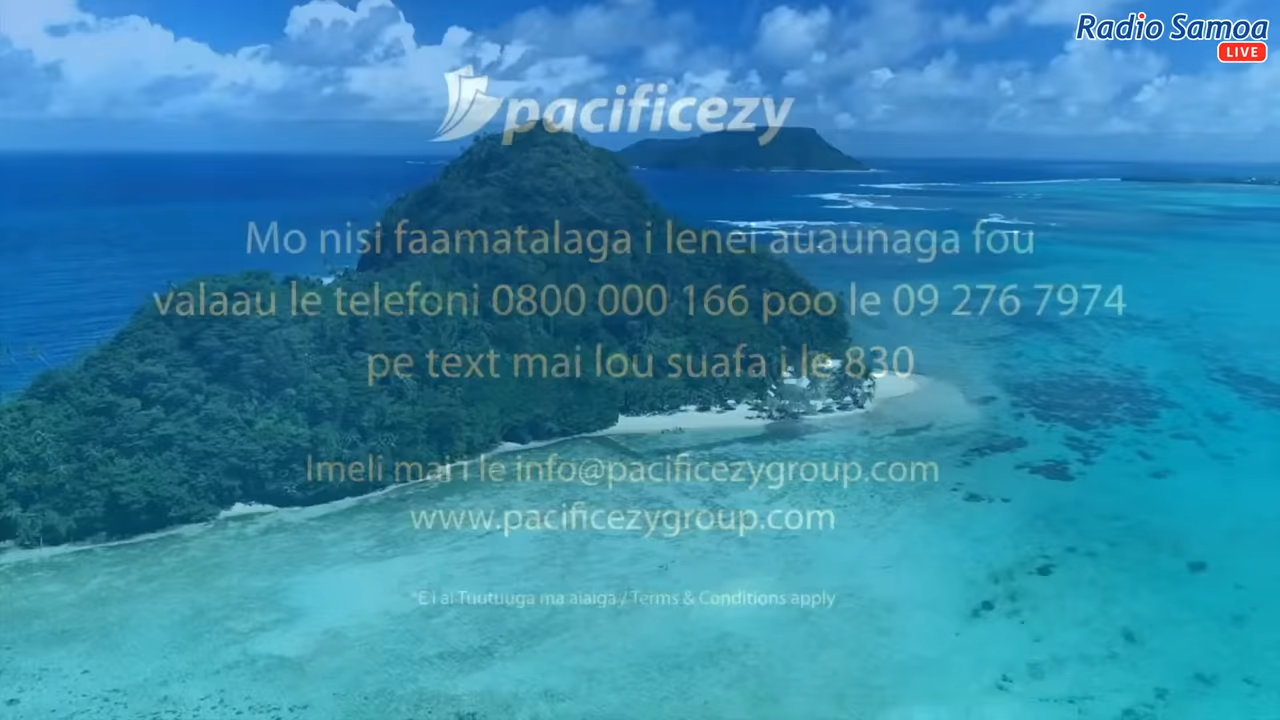 Radio Samoa
LIVE
pacificezy
Mo nisi faamatalaga i lenei auaunaga fou
valaau le telefoni 0800 000 166 poo le 09 276 7974
pe text mai lou suafa i le 830
Imeli mai i le info@pacificezygroup.com
www.pacificezygroup.com
*E i ai Tuutuuga ma aiaiga / Terms & Conditions apply